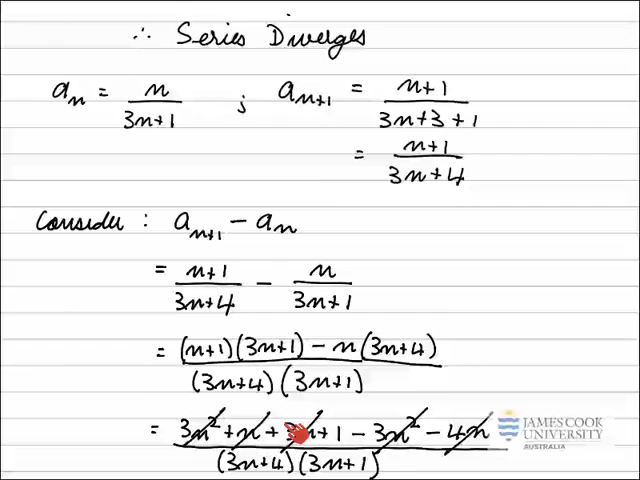 ∴ Series Diverges
aₙ = n/(3n+1) ; aₙ₊₁ = (n+1)/(3n+3+1)
= (n+1)/(3n+4)
Consider : aₙ₊₁ − aₙ
= (n+1)/(3n+4) − n/(3n+1)
= ((n+1)(3n+1) − n(3n+4))/((3n+4)(3n+1))
= (3n² + n + 3n + 1 − 3n² − 4n)/((3n+4)(3n+1))
JAMES COOK
UNIVERSITY
AUSTRALIA